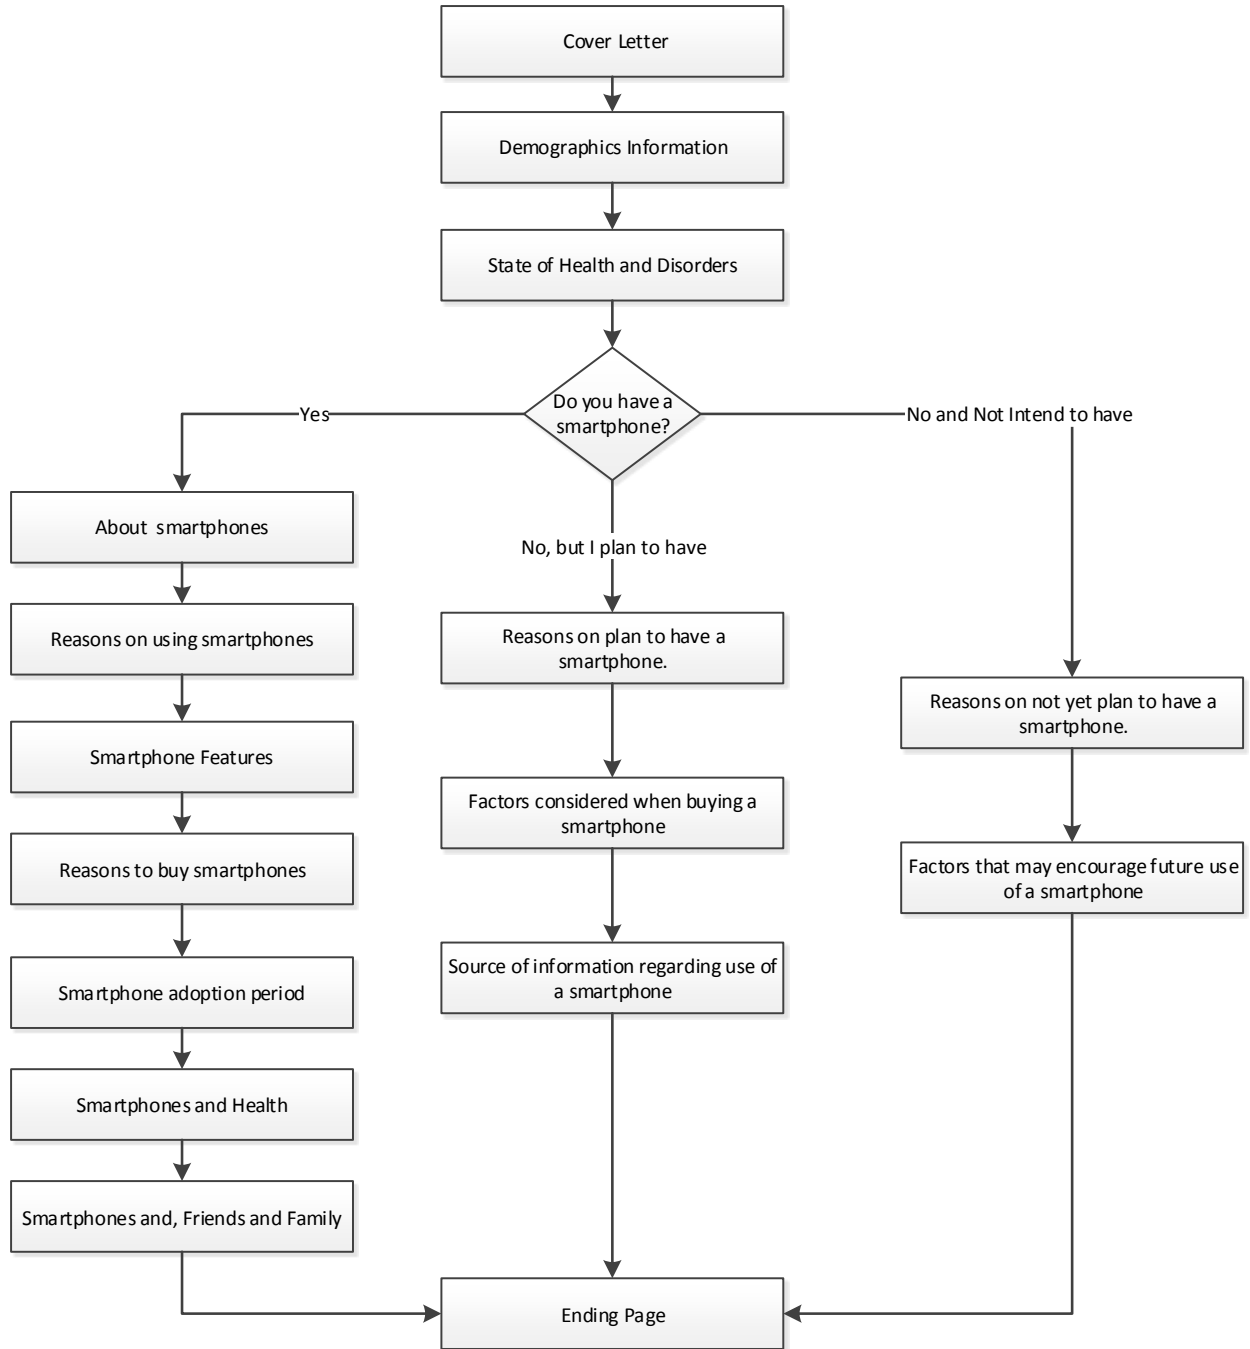 Cover Letter
Demographics Information
State of Health and Disorders
Do you have a
smartphone?
Yes
No, but I plan to have
No and Not Intend to have
About smartphones
Reasons on using smartphones
Smartphone Features
Reasons to buy smartphones
Smartphone adoption period
Smartphones and Health
Smartphones and, Friends and Family
Reasons on plan to have a
smartphone.
Factors considered when buying a
smartphone
Source of information regarding use of
a smartphone
Reasons on not yet plan to have a
smartphone.
Factors that may encourage future use
of a smartphone
Ending Page